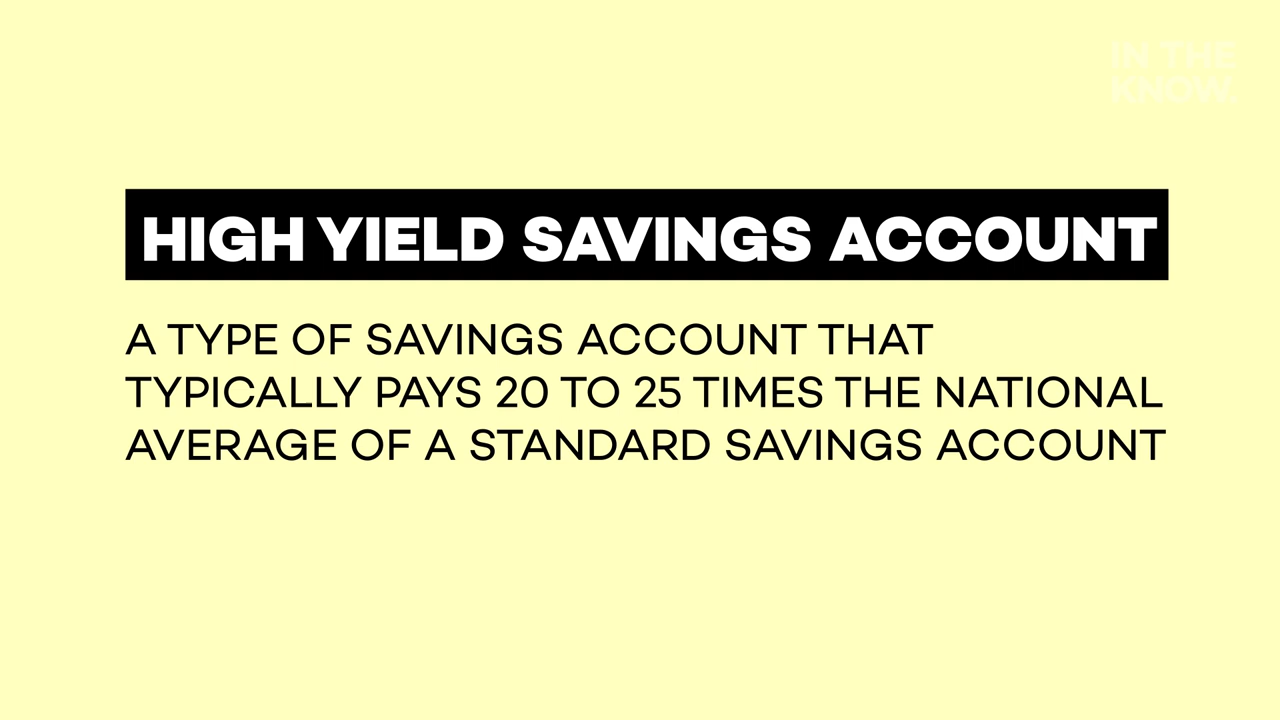 IN THE
KNOW.
HIGH YIELD SAVINGS ACCOUNT
A TYPE OF SAVINGS ACCOUNT THAT
TYPICALLY PAYS 20 TO 25 TIMES THE NATIONAL
AVERAGE OF A STANDARD SAVINGS ACCOUNT